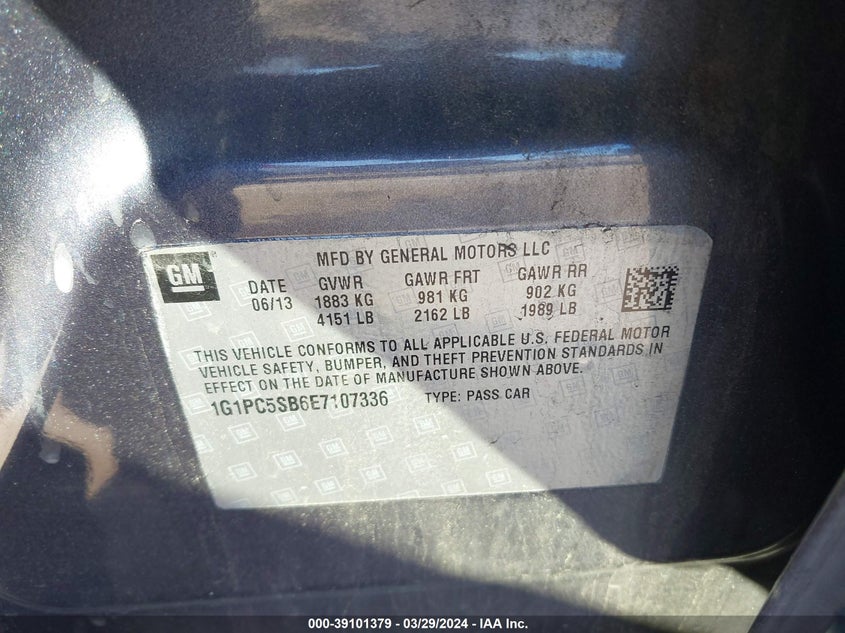 GM
MFD BY GENERAL MOTORS LLC
DATE GVWR GAWR FRT GAWR RR
06/13 1883 KG 981 KG 902 KG
4151 LB 2162 LB 1989 LB
THIS VEHICLE CONFORMS TO ALL APPLICABLE U.S. FEDERAL MOTOR
VEHICLE SAFETY, BUMPER, AND THEFT PREVENTION STANDARDS IN
EFFECT ON THE DATE OF MANUFACTURE SHOWN ABOVE.
1G1PC5SB6E7107336 TYPE: PASS CAR
000-39101379 - 03/29/2024 - IAA Inc.